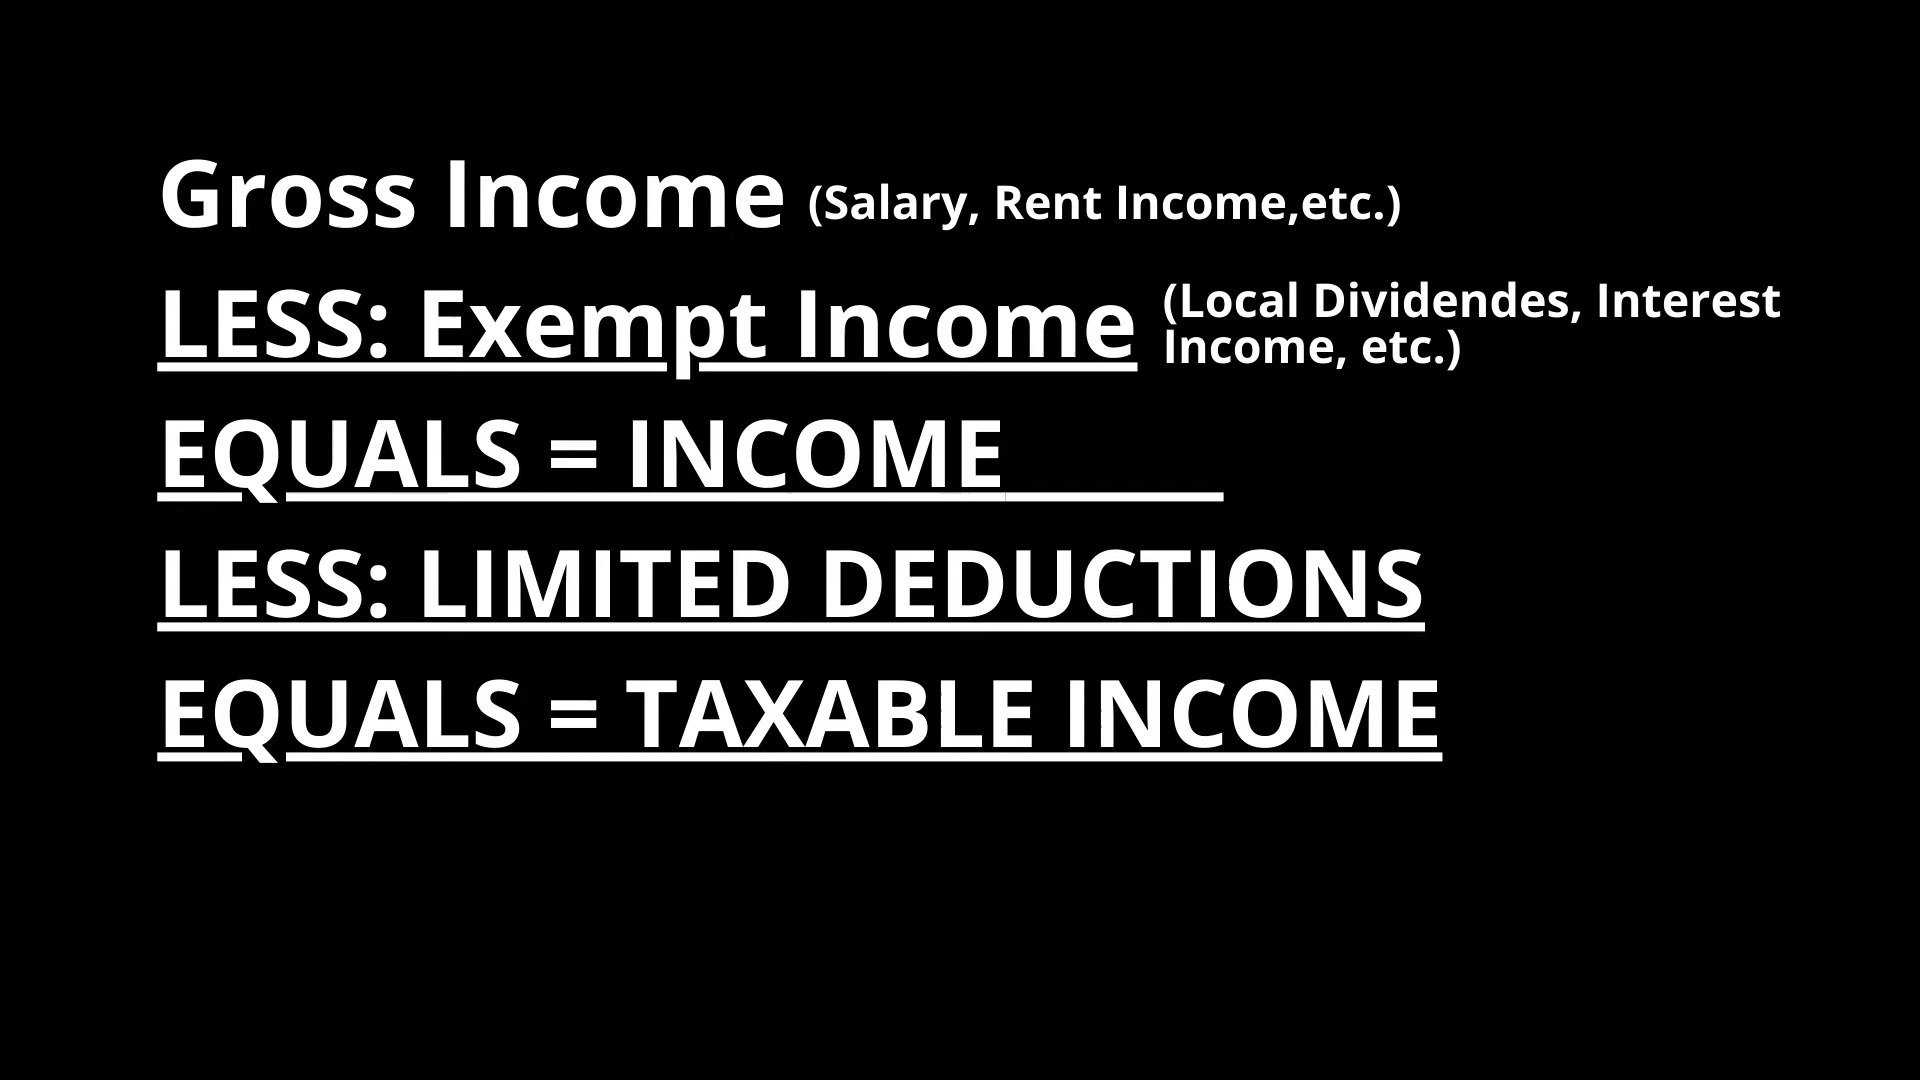 Gross Income (Salary, Rent Income,etc.)
LESS: Exempt Income (Local Dividendes, Interest
Income, etc.)
EQUALS = INCOME
LESS: LIMITED DEDUCTIONS
EQUALS = TAXABLE INCOME